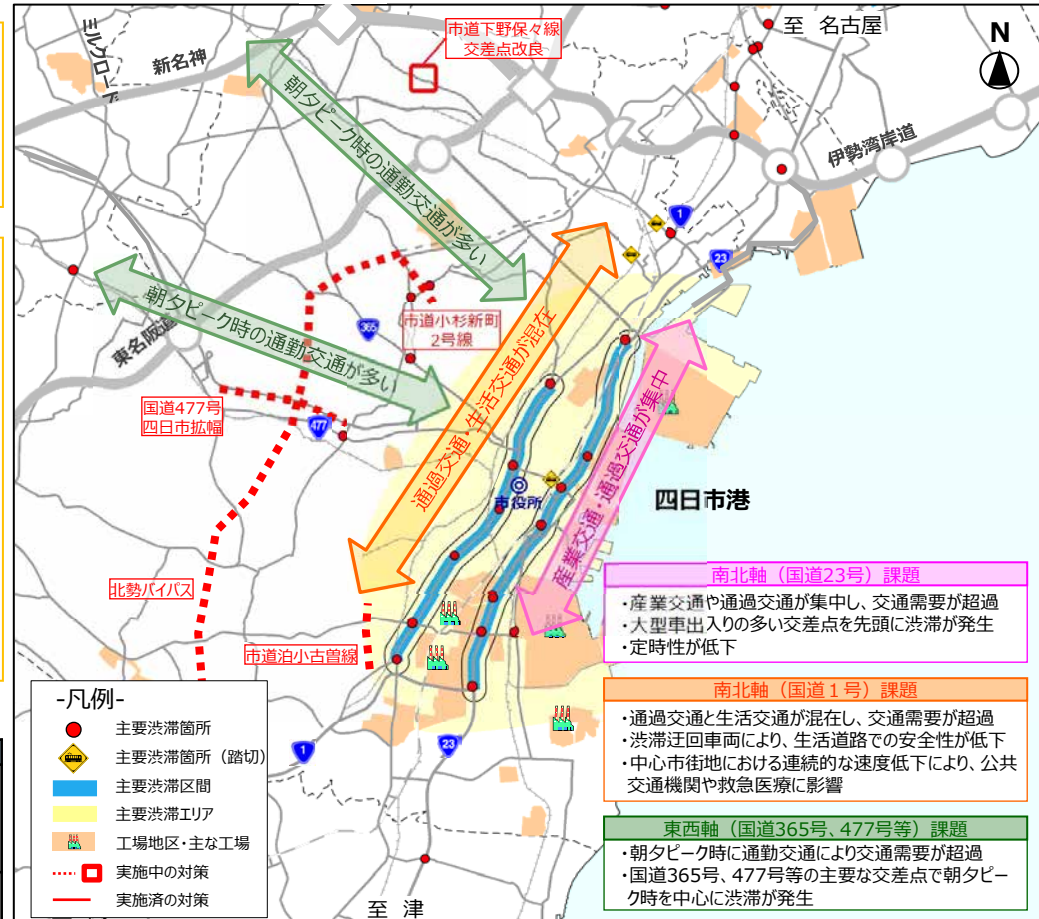 市道下野保々線
交差点改良
至 名古屋
N
ミルクロード
新名神
伊勢湾岸道
朝夕ピーク時の通勤交通が多い
1
23
朝夕ピーク時の通勤交通が多い
東名阪道
365
市道小杉新町
2号線
通過交通・生活交通が混在
産業交通・通過交通が集中
国道477号
四日市拡幅
477
市役所
四日市港
北勢バイパス
市道泊小古曽線
1
23
至 津
-凡例-
主要渋滞箇所
主要渋滞箇所（踏切）
主要渋滞区間
主要渋滞エリア
工場地区・主な工場
実施中の対策
実施済の対策
南北軸（国道23号）課題
・産業交通や通過交通が集中し、交通需要が超過
・大型車出入りの多い交差点を先頭に渋滞が発生
・定時性が低下
南北軸（国道１号）課題
・通過交通と生活交通が混在し、交通需要が超過
・渋滞迂回車両により、生活道路での安全性が低下
・中心市街地における連続的な速度低下により、公共
交通機関や救急医療に影響
東西軸（国道365号、477号等）課題
・朝夕ピーク時に通勤交通により交通需要が超過
・国道365号、477号等の主要な交差点で朝夕ピー
ク時を中心に渋滞が発生